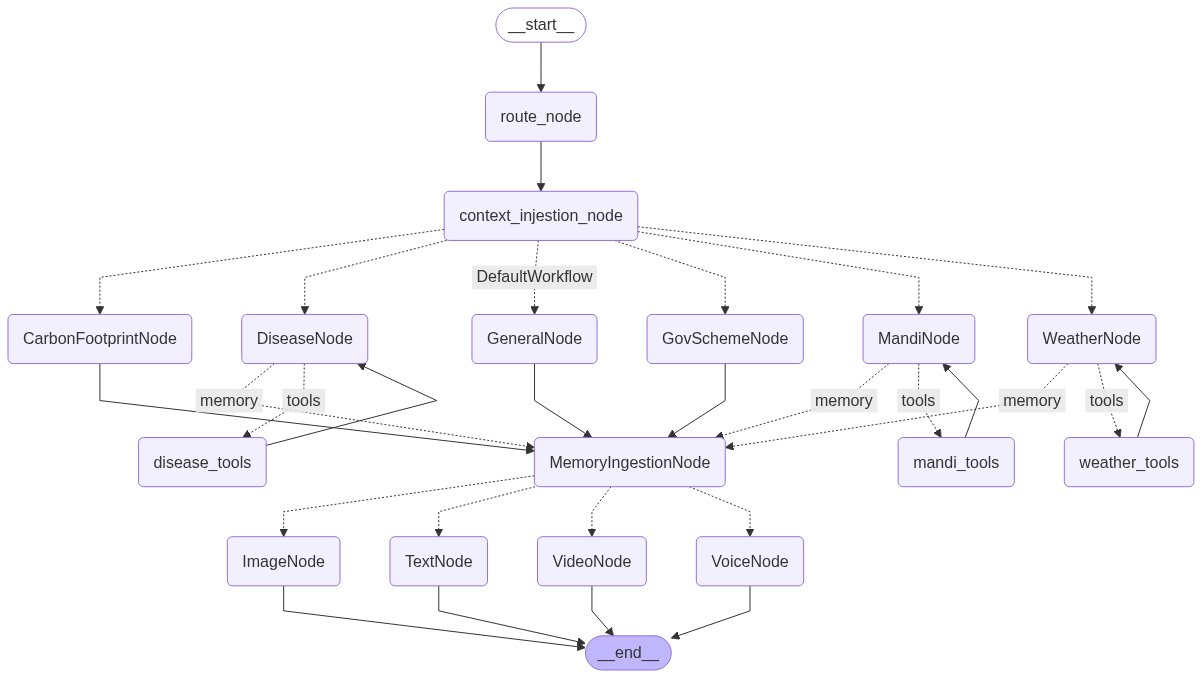 __start__
route_node
context_injestion_node
DefaultWorkflow
CarbonFootprintNode
DiseaseNode
GeneralNode
GovSchemeNode
MandiNode
WeatherNode
memory
tools
memory
tools
memory
tools
disease_tools
MemoryIngestionNode
mandi_tools
weather_tools
ImageNode
TextNode
VideoNode
VoiceNode
__end__